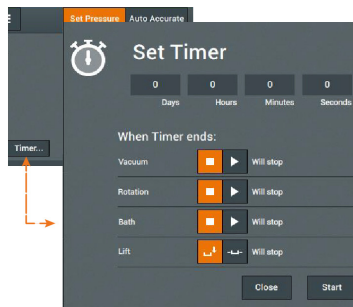 Set Pressure Auto Accurate
Set Timer
0 0 0 0
Days Hours Minutes Seconds
Timer...
When Timer ends:
Vacuum Will stop
Rotation Will stop
Bath Will stop
Lift Will stop
Close Start